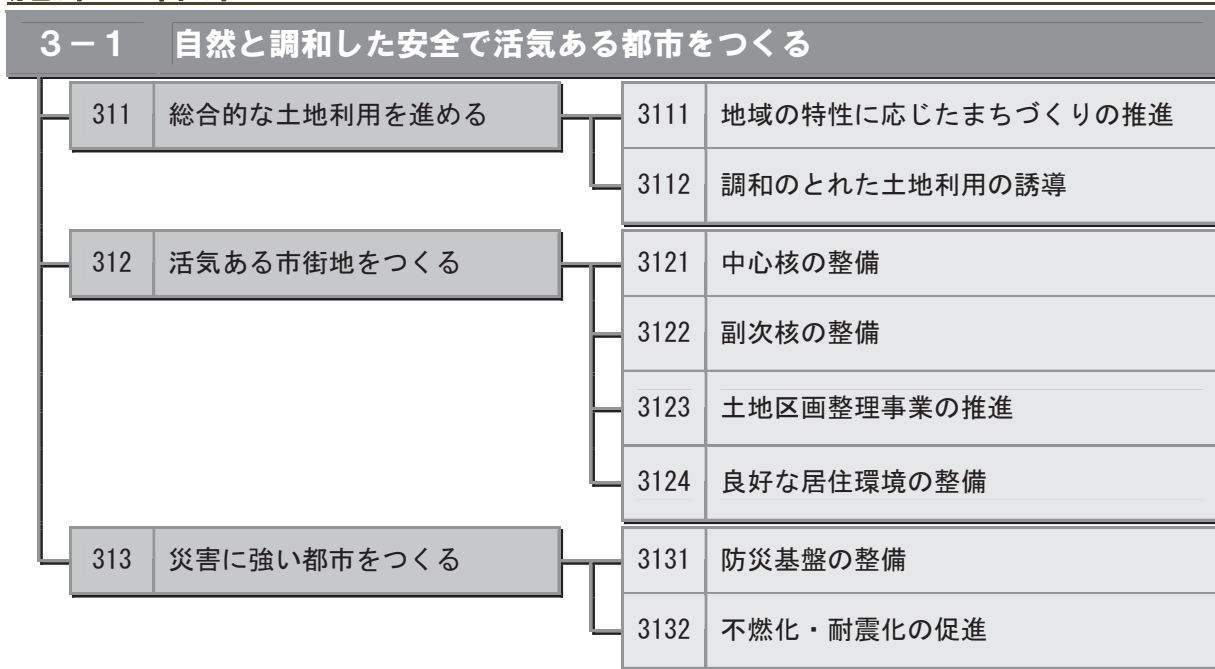 3－1 自然と調和した安全で活気ある都市をつくる
311 総合的な土地利用を進める
3111 地域の特性に応じたまちづくりの推進
3112 調和のとれた土地利用の誘導
312 活気ある市街地をつくる
3121 中心核の整備
3122 副次核の整備
3123 土地区画整理事業の推進
3124 良好な居住環境の整備
313 災害に強い都市をつくる
3131 防災基盤の整備
3132 不燃化・耐震化の促進